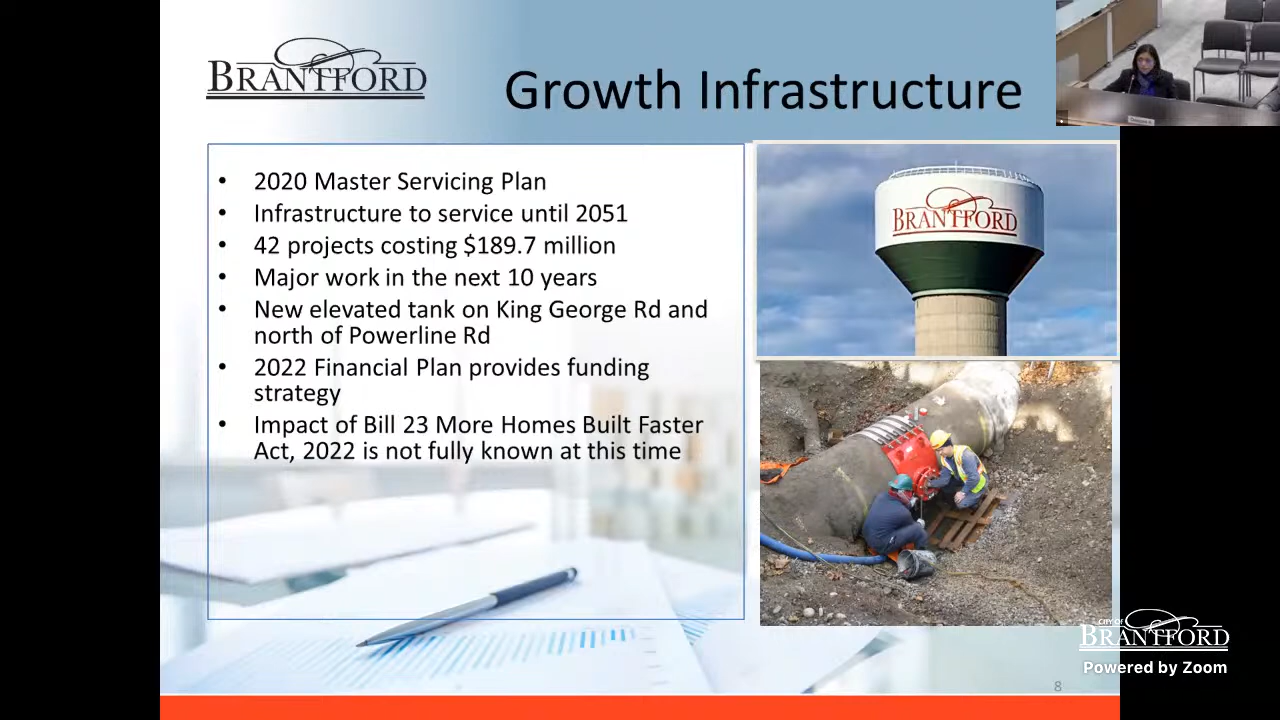 BRANTFORD
Growth Infrastructure
• 2020 Master Servicing Plan
• Infrastructure to service until 2051
• 42 projects costing $189.7 million
• Major work in the next 10 years
• New elevated tank on King George Rd and
north of Powerline Rd
• 2022 Financial Plan provides funding
strategy
• Impact of Bill 23 More Homes Built Faster
Act, 2022 is not fully known at this time
BRANTFORD
CITY OF
BRANTFORD
Powered by Zoom
8